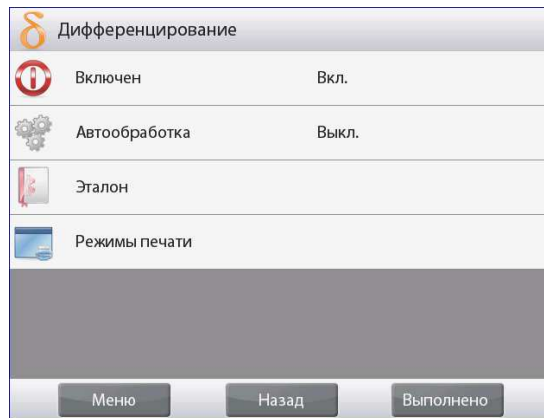 δ Дифференцирование
Включен Вкл.
Автообработка Выкл.
Эталон
Режимы печати
Меню Назад Выполнено